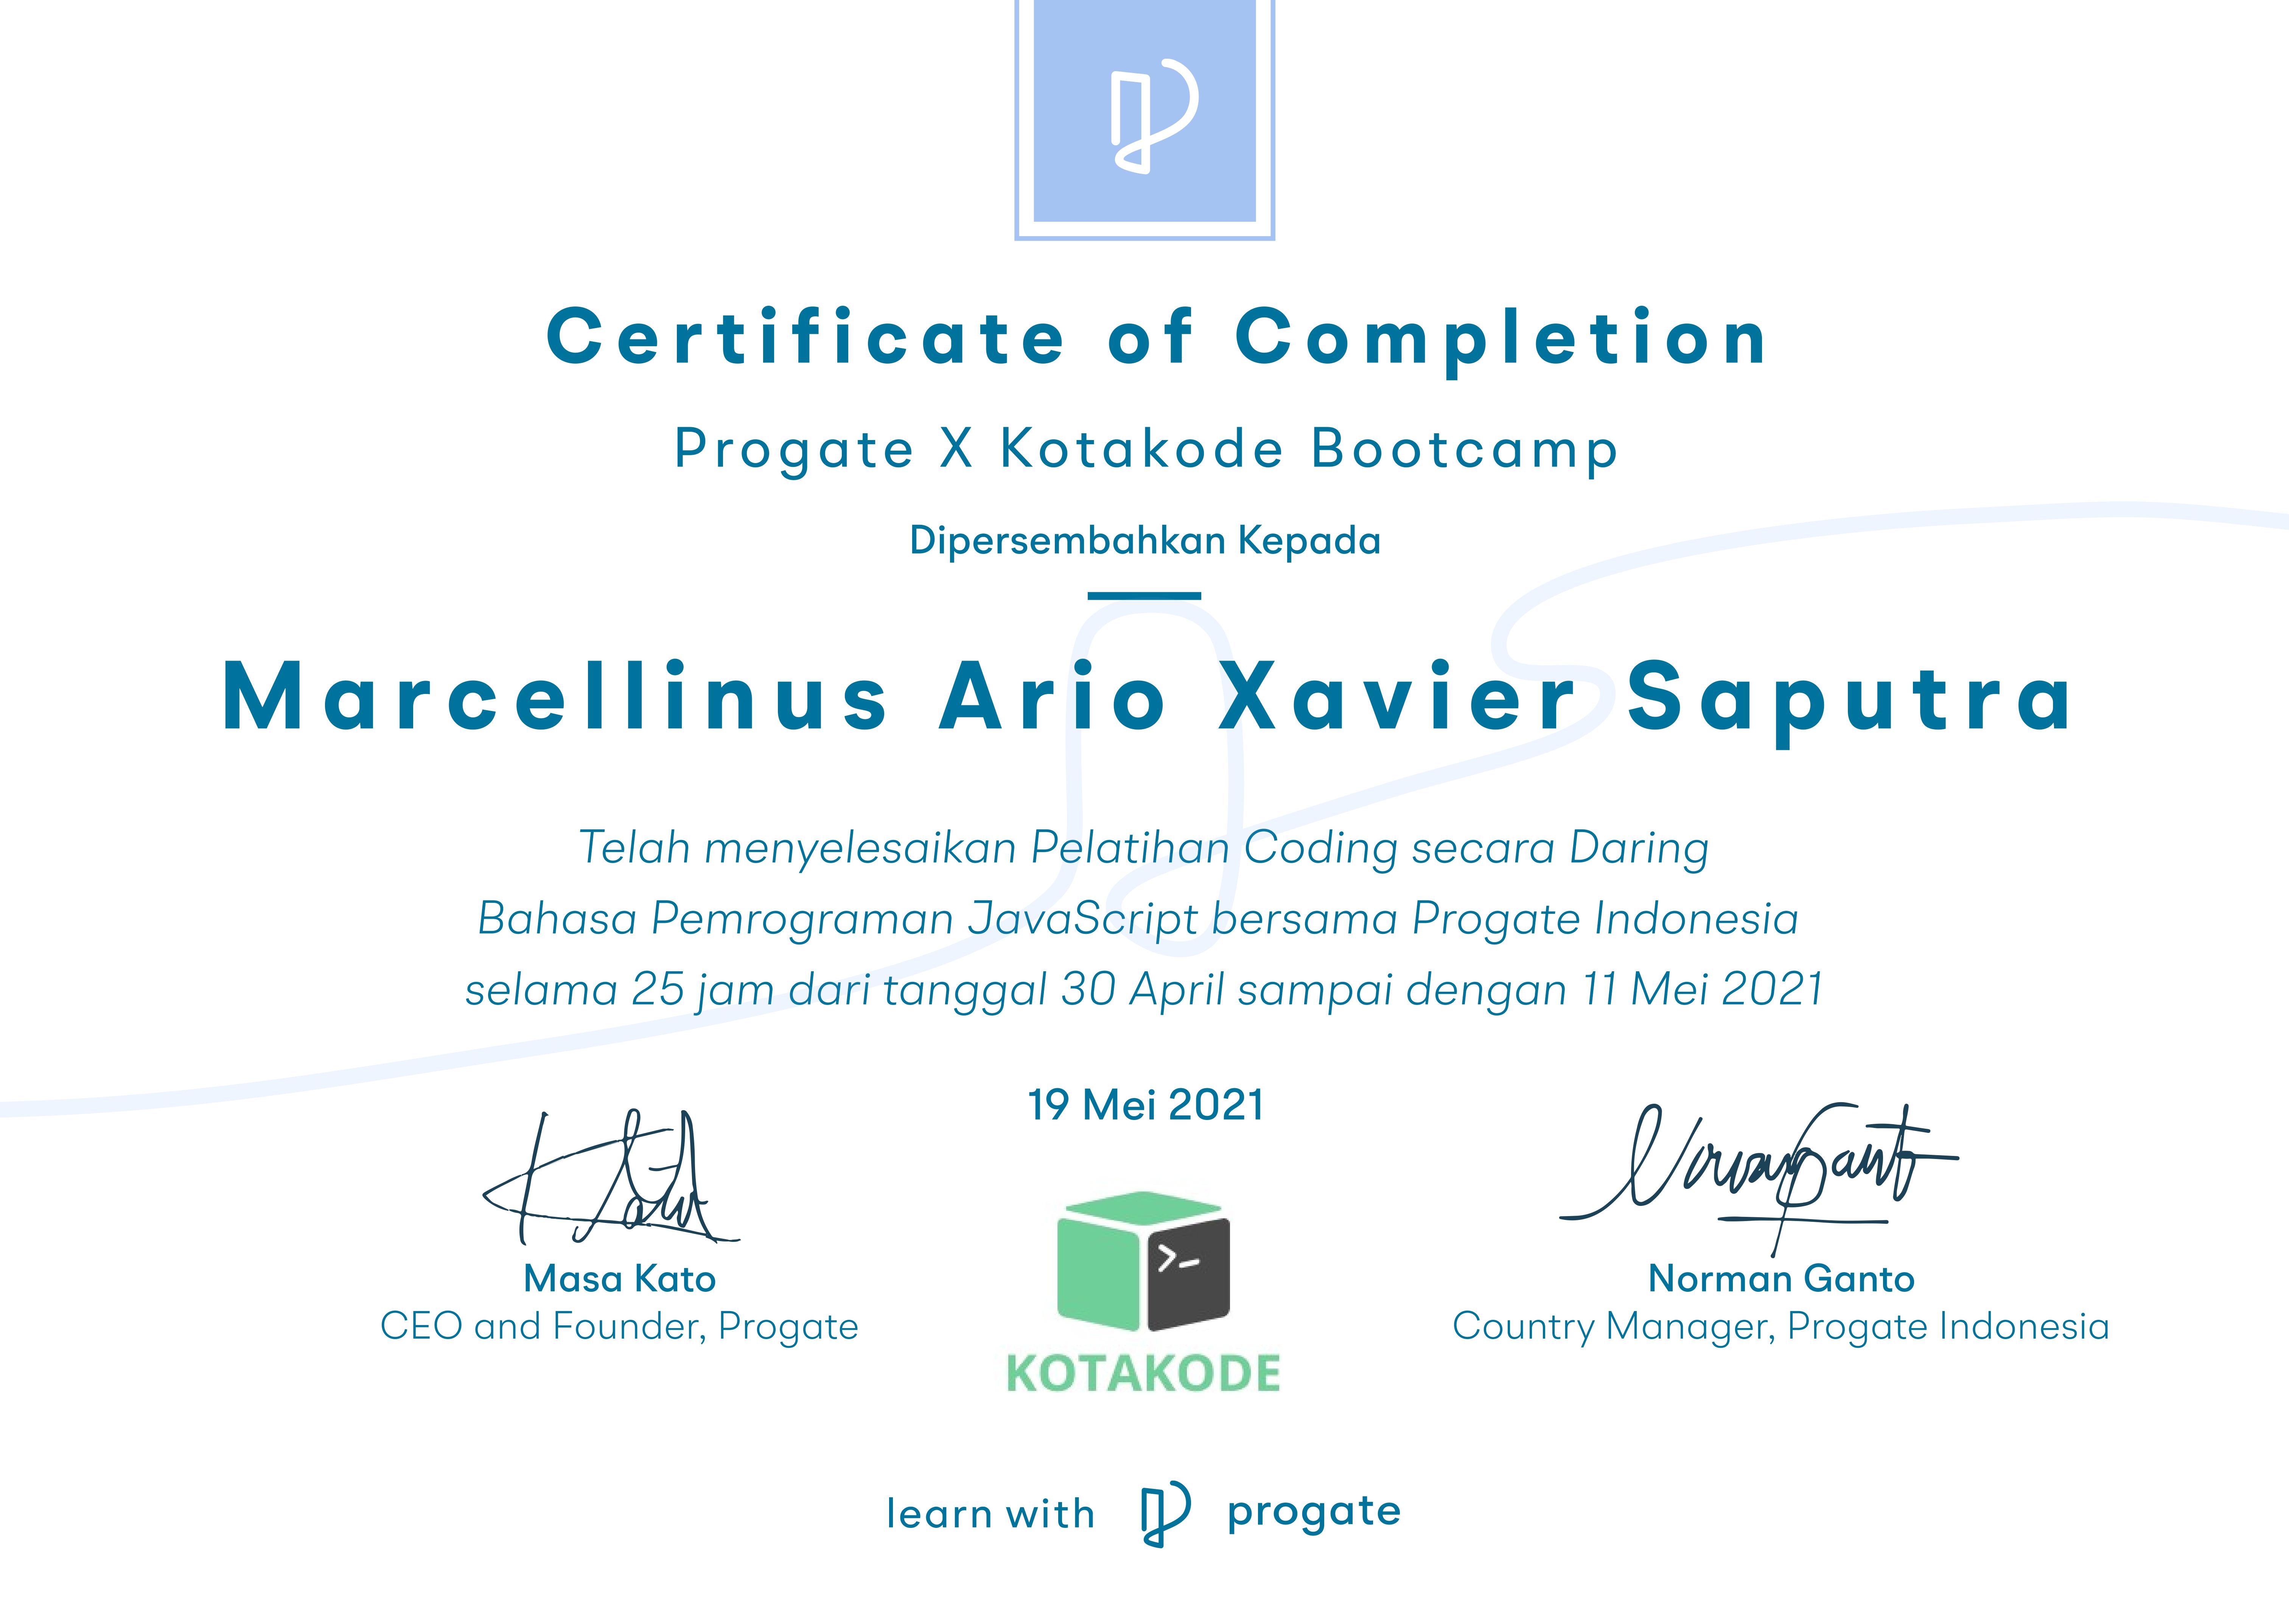 Certificate of Completion
Progate X Kotakode Bootcamp
Dipersembahkan Kepada
Marcellinus Ario Xavier Saputra
Telah menyelesaikan Pelatihan Coding secara Daring
Bahasa Pemrograman JavaScript bersama Progate Indonesia
selama 25 jam dari tanggal 30 April sampai dengan 11 Mei 2021
19 Mei 2021
Masa Kato
CEO and Founder, Progate
Norman Ganto
Country Manager, Progate Indonesia
KOTAKODE
learn with progate